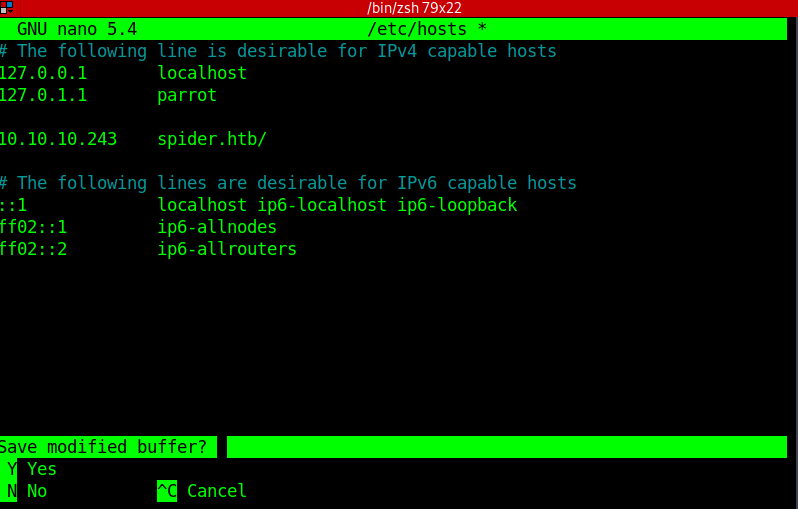 /bin/zsh 79x22
GNU nano 5.4 /etc/hosts *
# The following line is desirable for IPv4 capable hosts
127.0.0.1 localhost
127.0.1.1 parrot
10.10.10.243 spider.htb/
# The following lines are desirable for IPv6 capable hosts
::1 localhost ip6-localhost ip6-loopback
ff02::1 ip6-allnodes
ff02::2 ip6-allrouters
Save modified buffer?
Y Yes
N No ^C Cancel